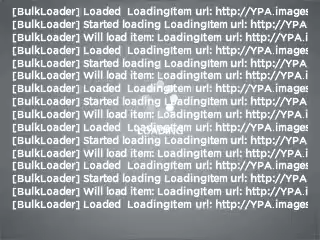 [BulkLoader] Loaded  LoadingItem url: http://YPA.images
[BulkLoader] Started loading LoadingItem url: http://YPA
[BulkLoader] Will load item: LoadingItem url: http://YPA.i
[BulkLoader] Loaded  LoadingItem url: http://YPA.images
[BulkLoader] Started loading LoadingItem url: http://YPA
[BulkLoader] Will load item: LoadingItem url: http://YPA.i
[BulkLoader] Loaded  LoadingItem url: http://YPA.images
[BulkLoader] Started loading LoadingItem url: http://YPA
[BulkLoader] Will load item: LoadingItem url: http://YPA.i
[BulkLoader] Loaded  LoadingItem url: http://YPA.images
LOADING
[BulkLoader] Started loading LoadingItem url: http://YPA
[BulkLoader] Will load item: LoadingItem url: http://YPA.i
[BulkLoader] Loaded  LoadingItem url: http://YPA.images
[BulkLoader] Started loading LoadingItem url: http://YPA
[BulkLoader] Will load item: LoadingItem url: http://YPA.i
[BulkLoader] Loaded  LoadingItem url: http://YPA.images